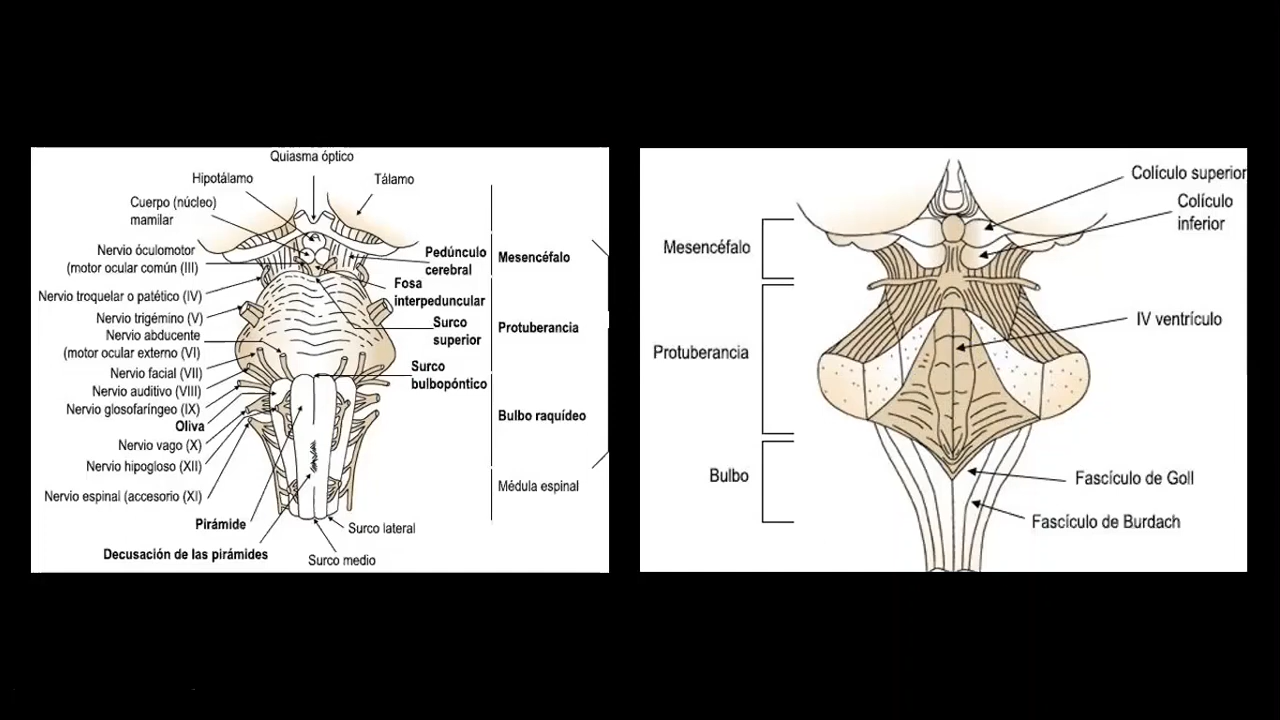 Quiasma óptico
Hipotálamo
Tálamo
Cuerpo (núcleo)
mamilar
Nervio óculomotor
(motor ocular común (III)
Nervio troquelar o patético (IV)
Nervio trigémino (V)
Nervio abducente
(motor ocular externo (VI)
Nervio facial (VII)
Nervio auditivo (VIII)
Nervio glosofaríngeo (IX)
Oliva
Nervio vago (X)
Nervio hipogloso (XII)
Nervio espinal (accesorio (XI)
Pirámide
Decusación de las pirámides
Surco medio
Surco lateral
Pedúnculo
cerebral
Fosa
interpeduncular
Surco
superior
Surco
bulbopóntico
Mesencéfalo
Protuberancia
Bulbo raquídeo
Médula espinal
Mesencéfalo
Protuberancia
Bulbo
Colículo superior
Colículo
inferior
IV ventrículo
Fascículo de Goll
Fascículo de Burdach